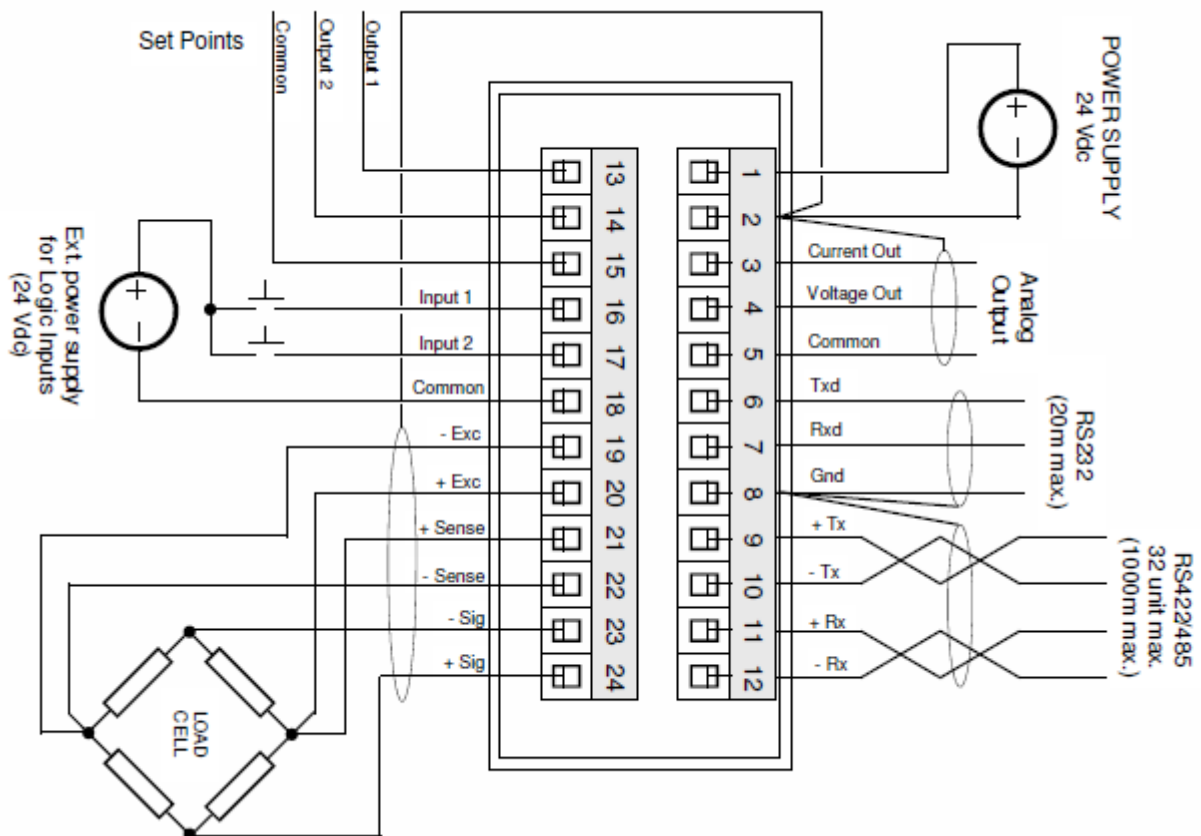 Set Points
Common
Output 2
Output 1
POWER SUPPLY
24 Vdc
Ext. power supply
for Logic Inputs
(24 Vdc)
+
-
+
-
Input 1
Input 2
Common
- Exc
+ Exc
+ Sense
- Sense
- Sig
+ Sig
LOAD
CELL
13
14
15
16
17
18
19
20
21
22
23
24
1
2
3
4
5
6
7
8
9
10
11
12
Current Out
Voltage Out
Common
Analog
Output
Txd
Rxd
Gnd
RS232
(20m max.)
+ Tx
- Tx
+ Rx
- Rx
RS422/485
32 unit max.
(1000m max.)